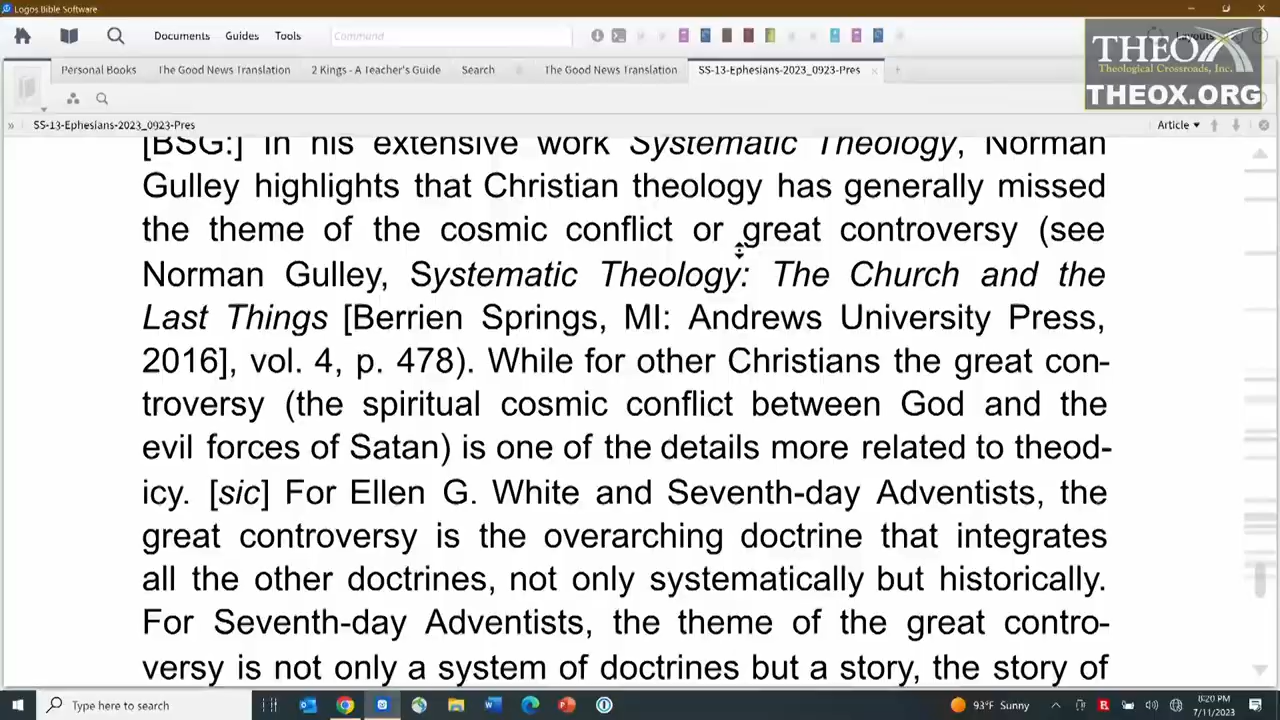 Logos Bible Software
Documents Guides Tools Command Layouts
THEOX
Theological Crossroads, Inc.
THEOX.ORG
Personal Books The Good News Translation 2 Kings - A Teacher's Gui The Good News Translation SS-13-Ephesians-2023_0923-Pres
SS-13-Ephesians-2023_0923-Pres Article
[BSG:] In his extensive work Systematic Theology, Norman
Gulley highlights that Christian theology has generally missed
the theme of the cosmic conflict or great controversy (see
Norman Gulley, Systematic Theology: The Church and the
Last Things [Berrien Springs, MI: Andrews University Press,
2016], vol. 4, p. 478). While for other Christians the great con-
troversy (the spiritual cosmic conflict between God and the
evil forces of Satan) is one of the details more related to theod-
icy. [sic] For Ellen G. White and Seventh-day Adventists, the
great controversy is the overarching doctrine that integrates
all the other doctrines, not only systematically but historically.
For Seventh-day Adventists, the theme of the great contro-
versy is not only a system of doctrines but a story, the story of
Type here to search 93°F Sunny 8:20 PM
7/11/2023